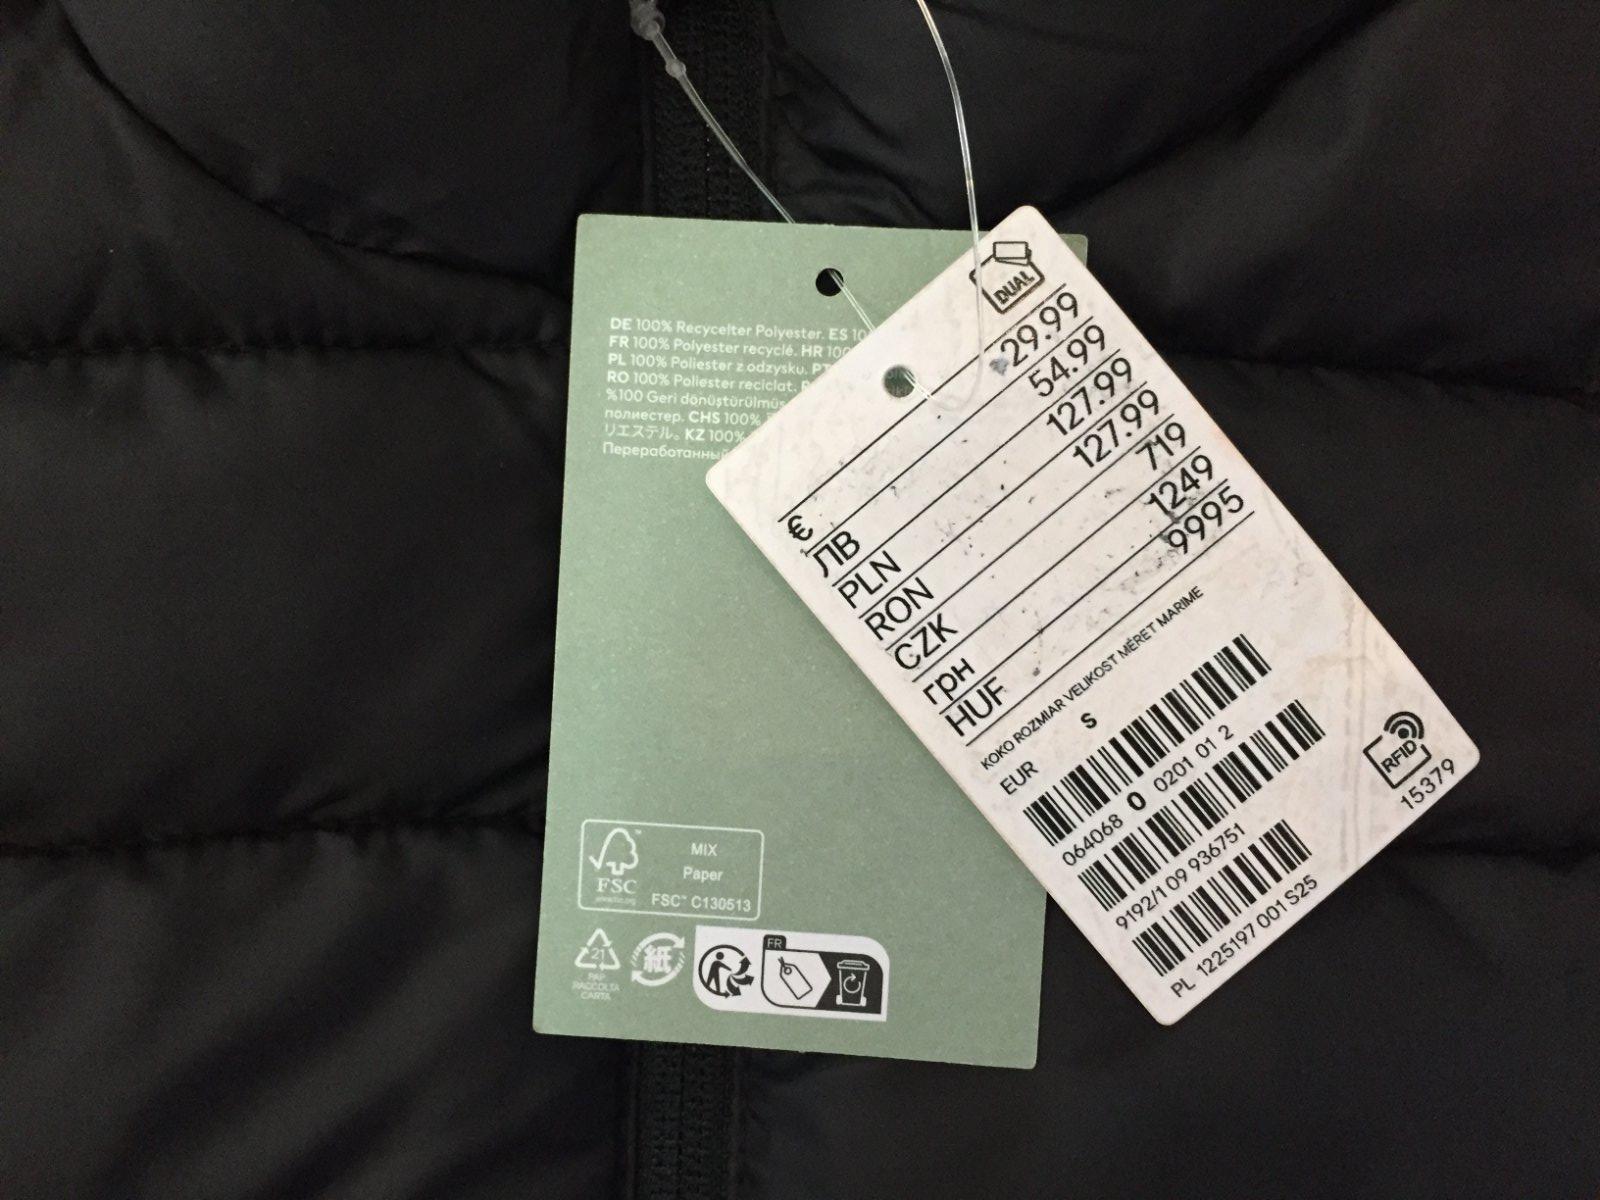 DE 100% Recycelter Polyester. ES
FR 100% Polyester recyclé. HR 100
PL 100% Poliester z odzysku. PT
RO 100% Poliester reciclat.
%100 Geri dönüştürülmüş
полиестер. CHS 100%
リエステル。KZ 100%
Переработанный
MIX
Paper
FSC™ C130513
FSC
21
PAP
RACCOLTA
CARTA
紙
FR
DUAL
€ 29.99
ЛВ 54.99
PLN 127.99
RON 127.99
CZK 719
грн 1249
HUF 9995
KOKO ROZMIAR VELIKOST MÉRET MARIME
EUR S
064068 0 0201 01 2
9192/1 09 936751
PL 1225197 001 S25
RFID
15379